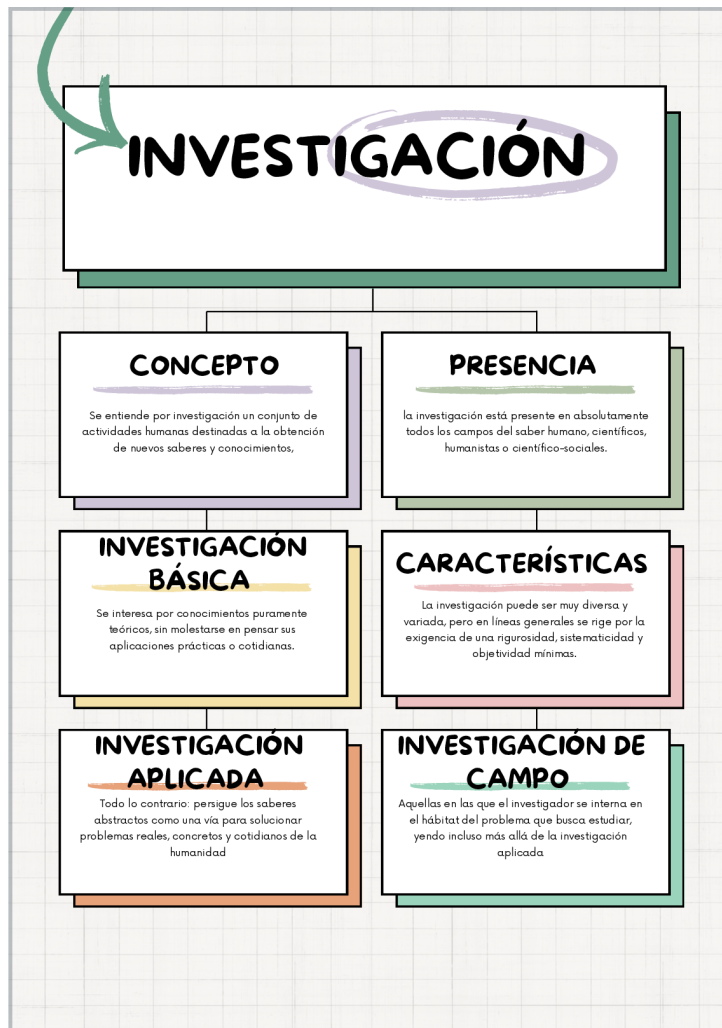 INVESTIGACIÓN
CONCEPTO
Se entiende por investigación un conjunto de
actividades humanas destinadas a la obtención
de nuevos saberes y conocimientos,
PRESENCIA
la investigación está presente en absolutamente
todos los campos del saber humano, científicos,
humanistas o científico-sociales.
INVESTIGACIÓN
BÁSICA
Se interesa por conocimientos puramente
teóricos, sin molestarse en pensar sus
aplicaciones prácticas o cotidianas.
CARACTERÍSTICAS
La investigación puede ser muy diversa y
variada, pero en líneas generales se rige por la
exigencia de una rigurosidad, sistematicidad y
objetividad mínimas.
INVESTIGACIÓN
APLICADA
Todo lo contrario: persigue los saberes
abstractos como una vía para solucionar
problemas reales, concretos y cotidianos de la
humanidad
INVESTIGACIÓN DE
CAMPO
Aquellas en las que el investigador se interna en
el hábitat del problema que busca estudiar,
yendo incluso más allá de la investigación
aplicada